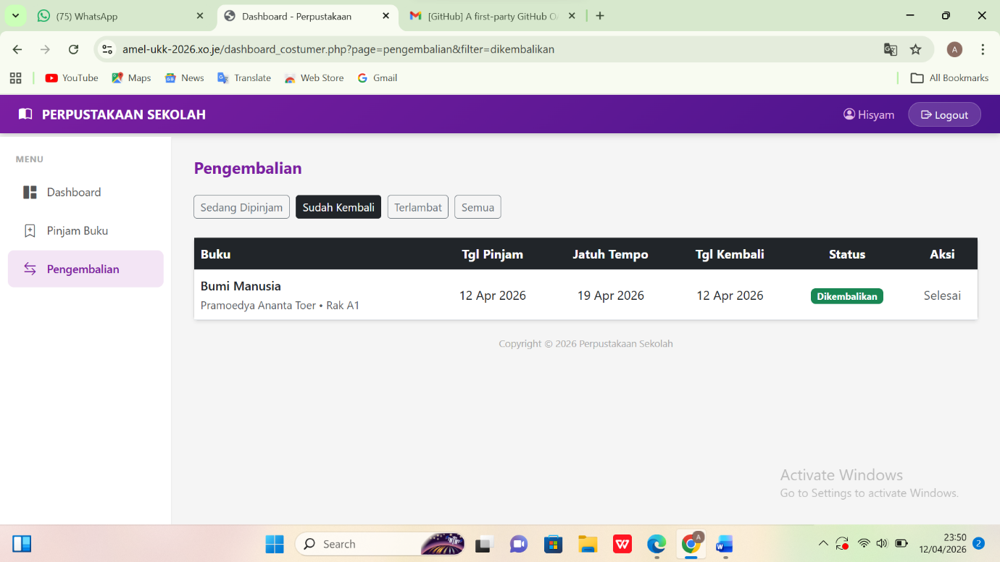 (75) WhatsApp
Dashboard - Perpustakaan
[GitHub] A first-party GitHub OA
amel-ukk-2026.xo.je/dashboard_costumer.php?page=pengembalian&filter=dikembalikan
A
YouTube
Maps
News
Translate
Web Store
Gmail
All Bookmarks
PERPUSTAKAAN SEKOLAH
Hisyam
Logout
MENU
Dashboard
Pinjam Buku
Pengembalian
Pengembalian
Sedang Dipinjam
Sudah Kembali
Terlambat
Semua
Buku Tgl Pinjam Jatuh Tempo Tgl Kembali Status Aksi
Bumi Manusia
Pramoedya Ananta Toer • Rak A1
12 Apr 2026 19 Apr 2026 12 Apr 2026 Dikembalikan Selesai
Copyright © 2026 Perpustakaan Sekolah
Activate Windows
Go to Settings to activate Windows.
Search
A
23:50
12/04/2026
2